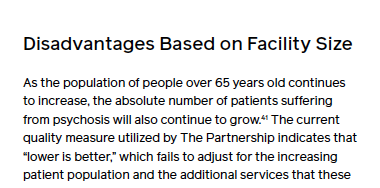 Disadvantages Based on Facility Size
As the population of people over 65 years old continues
to increase, the absolute number of patients suffering
from psychosis will also continue to grow.⁴¹ The current
quality measure utilized by The Partnership indicates that
“lower is better,” which fails to adjust for the increasing
patient population and the additional services that these